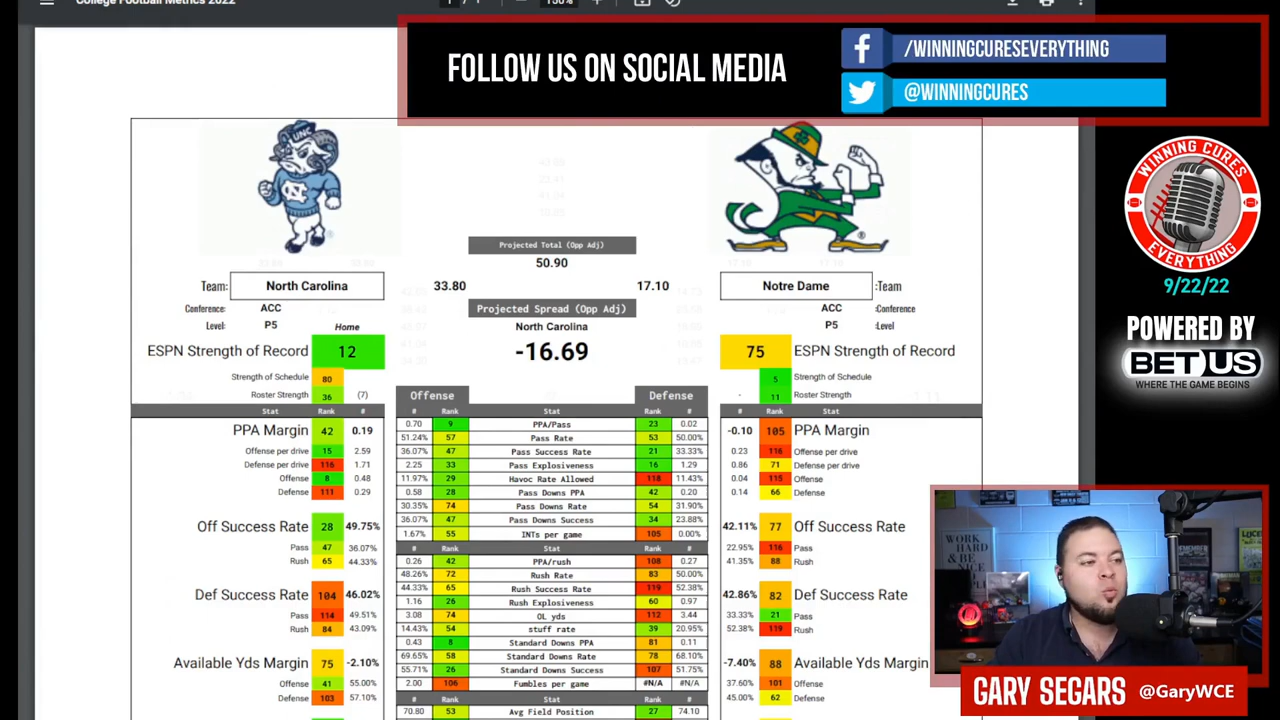 College Football Metrics 2022
FOLLOW US ON SOCIAL MEDIA
/WINNINGCURESEVERYTHING
@WINNINGCURES
WINNING CURES
EVERYTHING
9/22/22
POWERED BY
BETUS
WHERE THE GAME BEGINS
UNC
Projected Total (Opp Adj)
50.90
33.80 17.10
Projected Spread (Opp Adj)
North Carolina
-16.69
Team: North Carolina
Conference: ACC
Level: P5 Home
ESPN Strength of Record 12
Strength of Schedule 80
Roster Strength 36 (7)
Notre Dame :Team
ACC :Conference
P5 :Level
75 ESPN Strength of Record
5 Strength of Schedule
- 11 Roster Strength
Stat Rank #
PPA Margin 42 0.19
Offense per drive 15 2.59
Defense per drive 116 1.71
Offense 8 0.48
Defense 111 0.29
Off Success Rate 28 49.75%
Pass 47 36.07%
Rush 65 44.33%
Def Success Rate 104 46.02%
Pass 114 49.51%
Rush 84 43.09%
Available Yds Margin 75 -2.10%
Offense 41 55.00%
Defense 103 57.10%
Offense Defense
# Rank Stat Rank #
0.70 9 PPA/Pass 23 0.02
51.24% 57 Pass Rate 53 50.00%
36.07% 47 Pass Success Rate 21 33.33%
2.25 33 Pass Explosiveness 16 1.29
11.97% 29 Havoc Rate Allowed 118 11.43%
0.58 28 Pass Downs PPA 42 0.20
30.35% 74 Pass Downs Rate 54 31.90%
36.07% 47 Pass Downs Success 34 23.88%
1.67% 55 INTs per game 105 0.00%
# Rank Stat Rank #
0.26 42 PPA/rush 108 0.27
48.26% 72 Rush Rate 83 50.00%
44.33% 65 Rush Success Rate 119 52.38%
1.16 26 Rush Explosiveness 60 0.97
3.08 74 OL yds 112 3.44
14.43% 54 stuff rate 39 20.95%
0.43 8 Standard Downs PPA 81 0.11
69.65% 58 Standard Downs Rate 78 68.10%
55.71% 26 Standard Downs Success 107 51.75%
2.00 106 Fumbles per game #N/A #N/A
# Rank Stat Rank #
70.80 53 Avg Field Position 27 74.10
# Rank Stat
-0.10 105 PPA Margin
0.23 116 Offense per drive
0.86 71 Defense per drive
0.04 115 Offense
0.14 66 Defense
42.11% 77 Off Success Rate
22.95% 116 Pass
41.35% 88 Rush
42.86% 82 Def Success Rate
33.33% 21 Pass
52.38% 119 Rush
-7.40% 88 Available Yds Margin
37.60% 101 Offense
45.00% 62 Defense
WORK
HARD &
GARY SEGARS @GaryWCE